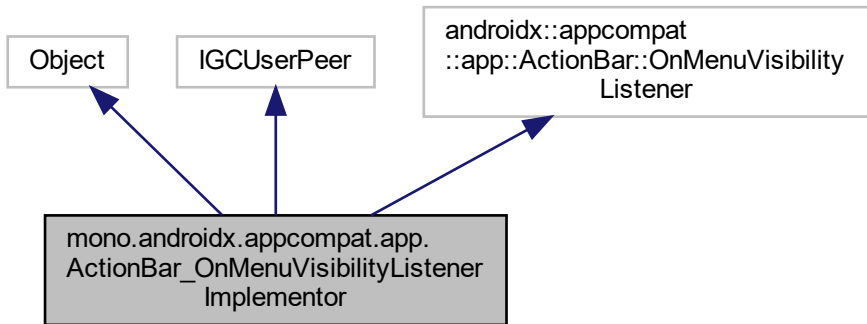 Object
IGCUserPeer
androidx::appcompat
::app::ActionBar::OnMenuVisibility
Listener
mono.androidx.appcompat.app.
ActionBar_OnMenuVisibilityListener
Implementor